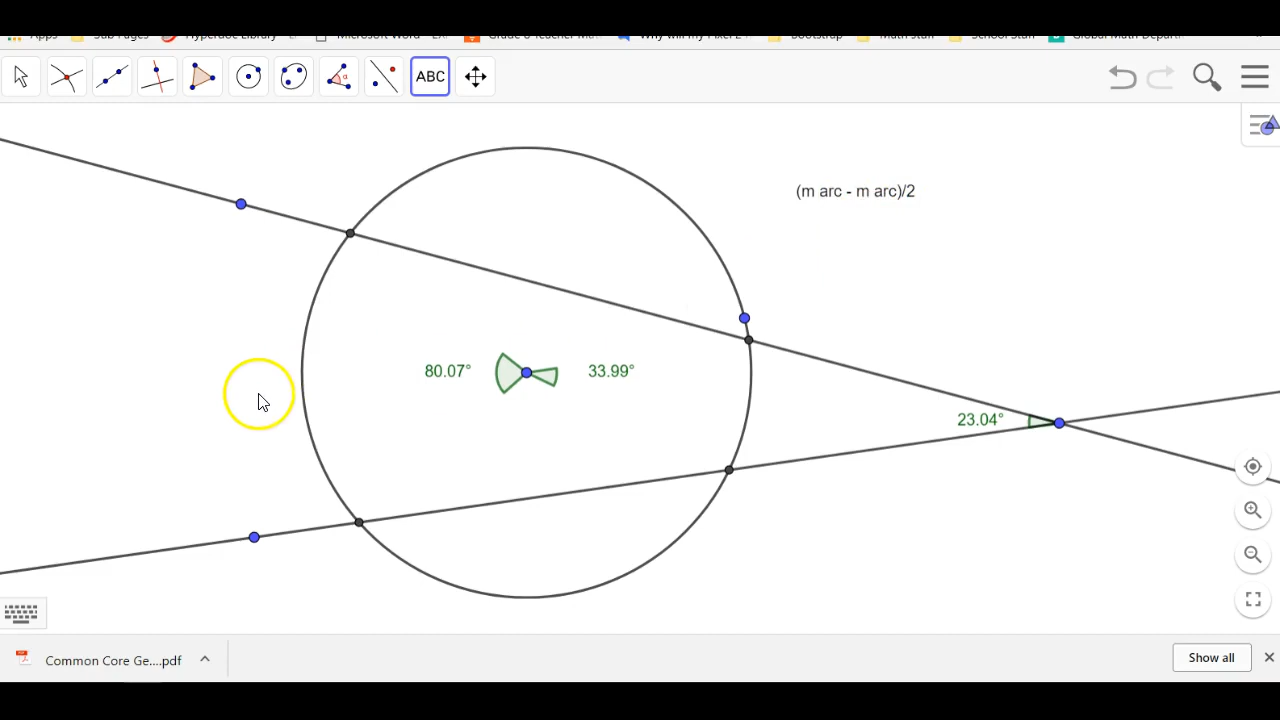 ABC
(m arc - m arc)/2
80.07°
33.99°
23.04°
α
Common Core Ge....pdf
Show all